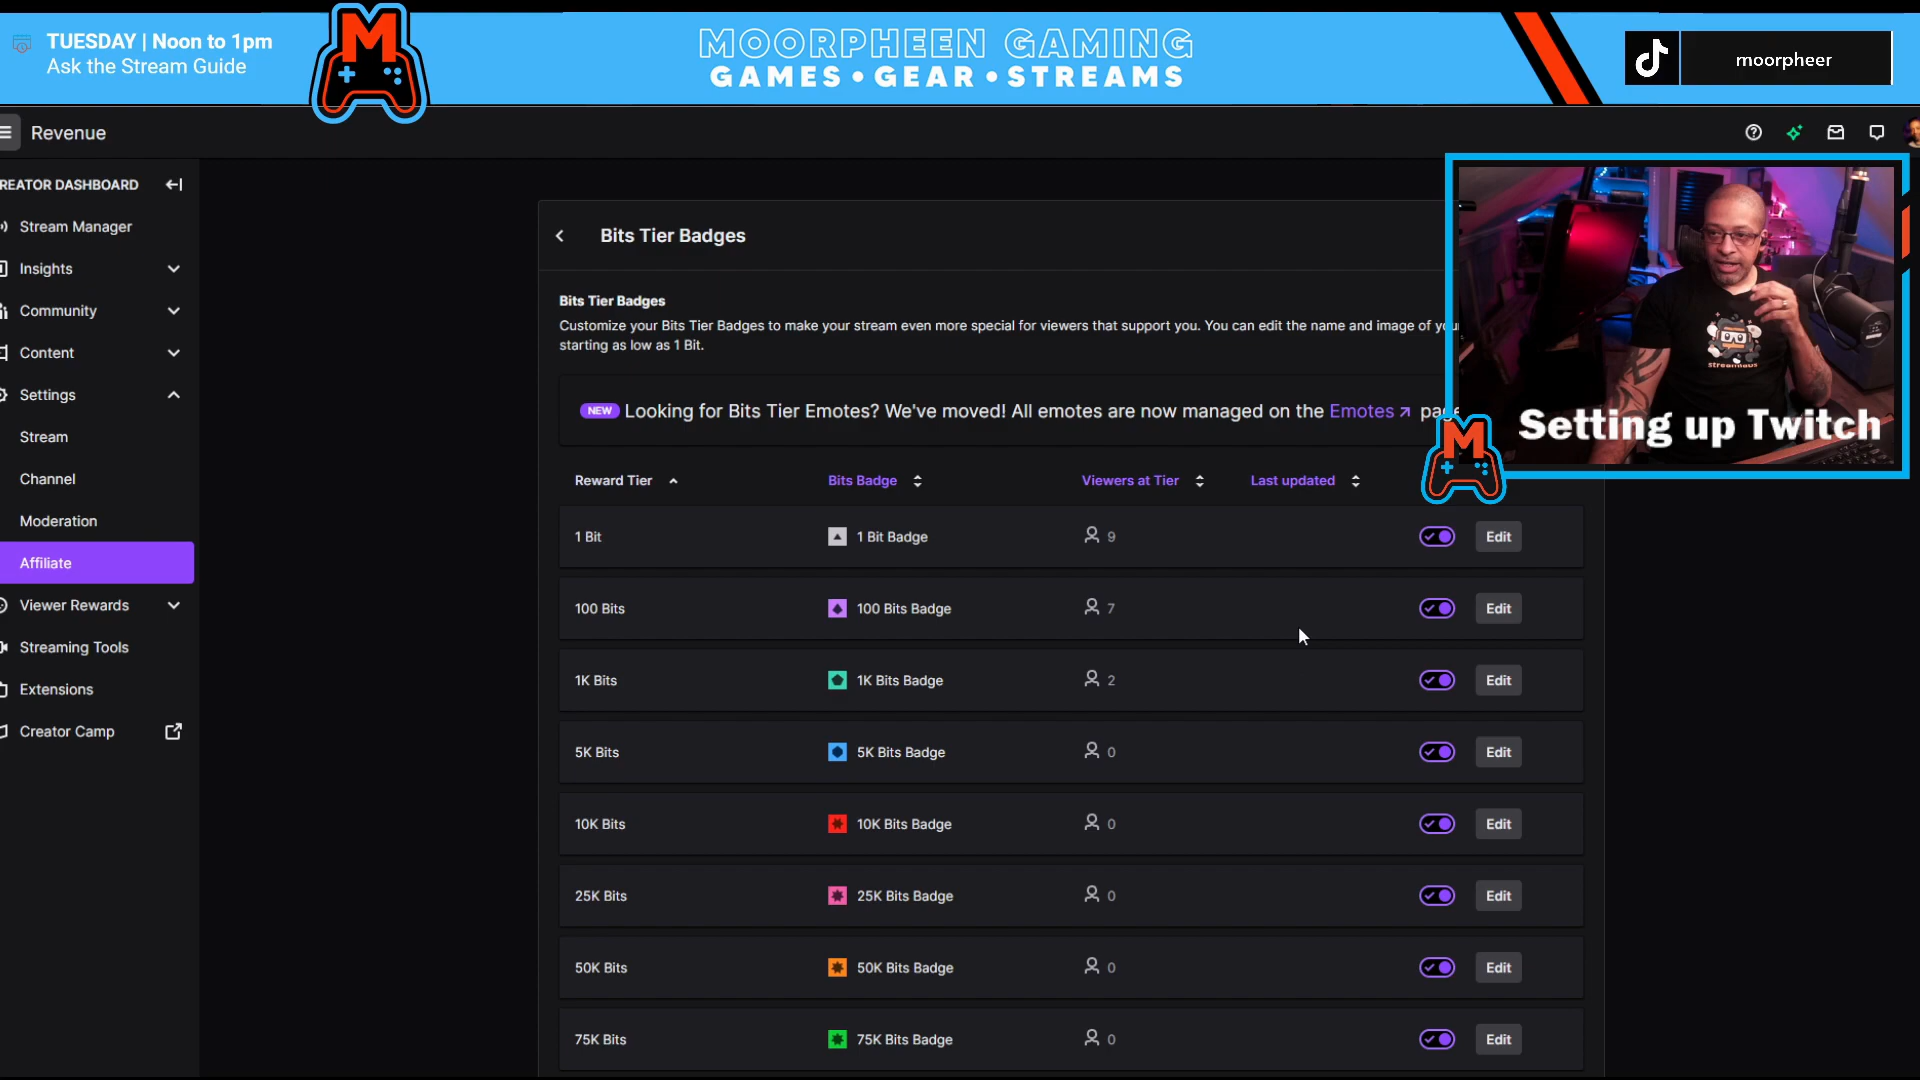 TUESDAY | Noon to 1pm
Ask the Stream Guide
M
MOORPHEEN GAMING
GAMES • GEAR • STREAMS
moorpheer
Revenue
REATOR DASHBOARD
Stream Manager
Insights
Community
Content
Settings
Stream
Channel
Moderation
Affiliate
Viewer Rewards
Streaming Tools
Extensions
Creator Camp
Bits Tier Badges
Bits Tier Badges
Customize your Bits Tier Badges to make your stream even more special for viewers that support you. You can edit the name and image of
starting as low as 1 Bit.
NEW Looking for Bits Tier Emotes? We've moved! All emotes are now managed on the Emotes
Setting up Twitch
M
Reward Tier Bits Badge Viewers at Tier Last updated
1 Bit 1 Bit Badge 9 Edit
100 Bits 100 Bits Badge 7 Edit
1K Bits 1K Bits Badge 2 Edit
5K Bits 5K Bits Badge 0 Edit
10K Bits 10K Bits Badge 0 Edit
25K Bits 25K Bits Badge 0 Edit
50K Bits 50K Bits Badge 0 Edit
75K Bits 75K Bits Badge 0 Edit